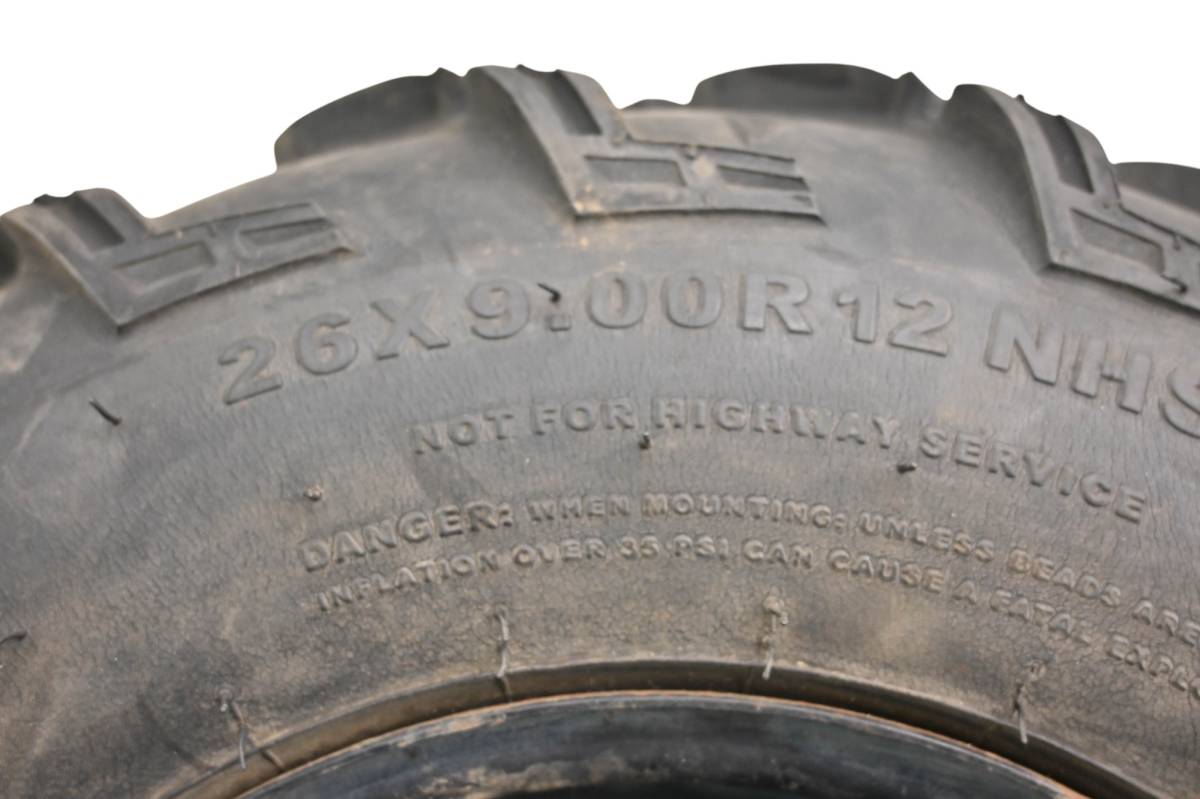 26X9.00R12 NHS
NOT FOR HIGHWAY SERVICE
DANGER: WHEN MOUNTING: UNLESS BEADS ARE
INFLATION OVER 35 PSI CAN CAUSE A FATAL EXPLO